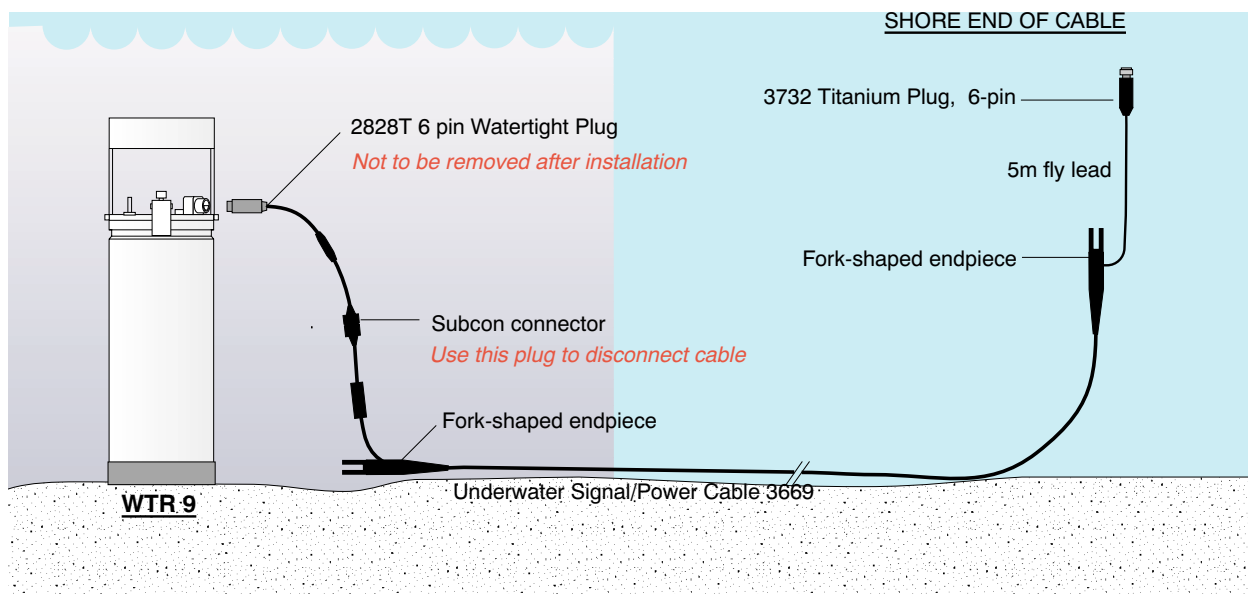 SHORE END OF CABLE
3732 Titanium Plug,  6-pin
2828T 6 pin Watertight Plug
Not to be removed after installation
5m fly lead
Fork-shaped endpiece
Subcon connector
Use this plug to disconnect cable
Fork-shaped endpiece
Underwater Signal/Power Cable 3669
WTR 9